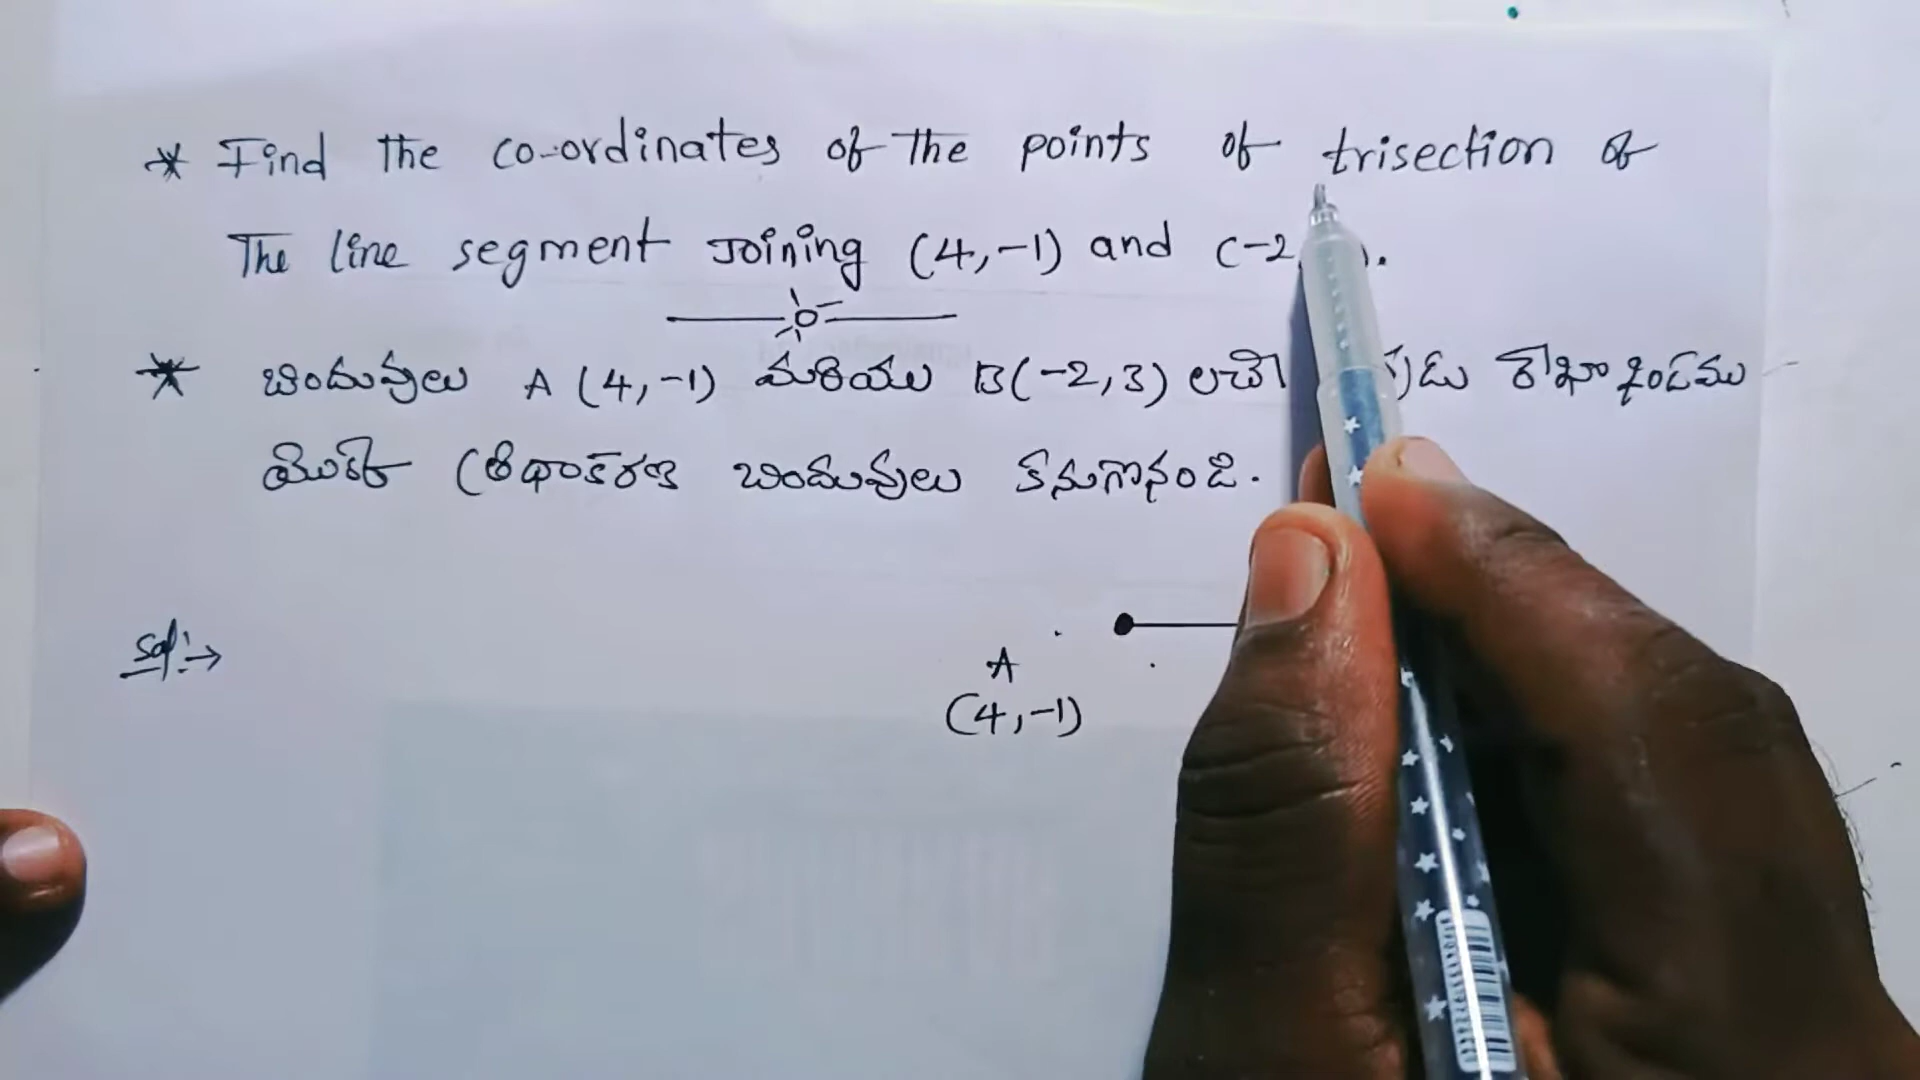 * Find the co-ordinates of the points of trisection of
The line segment Joining (4,-1) and (-2 ).
* బిందువులు A (4,-1) మరియు B(-2,3) లచే డు రేఖాఖండము
యొక్క త్రిథాకరణ బిందువులు కనుగొనండి.
Sol:→
A
(4,-1)